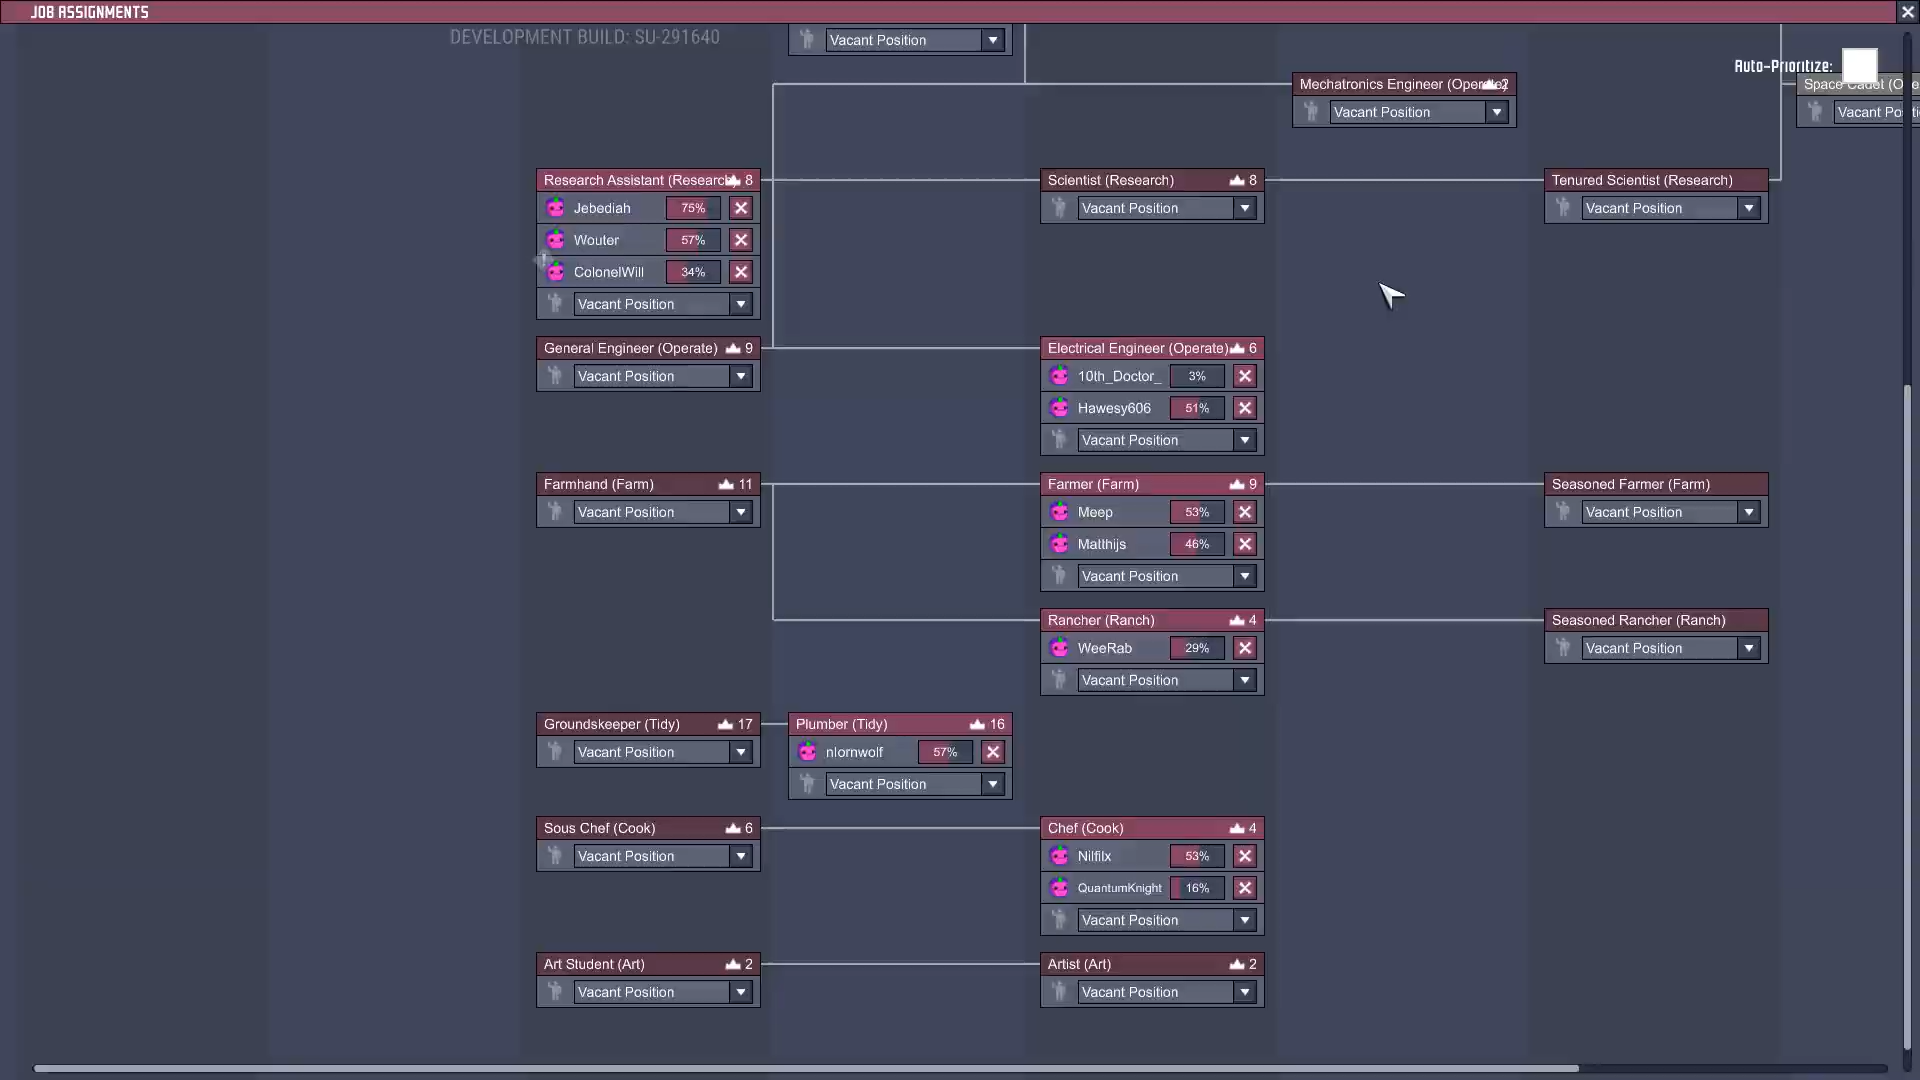 JOB ASSIGNMENTS
DEVELOPMENT BUILD: SU-291640
Vacant Position
Auto-Prioritize:
Mechatronics Engineer (Operate) 2
Vacant Position
Space Cadet (Ope
Vacant Positi
Research Assistant (Research) 8
Jebediah 75%
Wouter 57%
ColonelWill 34%
Vacant Position
Scientist (Research) 8
Vacant Position
Tenured Scientist (Research)
Vacant Position
General Engineer (Operate) 9
Vacant Position
Electrical Engineer (Operate) 6
10th_Doctor_ 3%
Hawesy606 51%
Vacant Position
Farmhand (Farm) 11
Vacant Position
Farmer (Farm) 9
Meep 53%
Matthijs 46%
Vacant Position
Seasoned Farmer (Farm)
Vacant Position
Rancher (Ranch) 4
WeeRab 29%
Vacant Position
Seasoned Rancher (Ranch)
Vacant Position
Groundskeeper (Tidy) 17
Vacant Position
Plumber (Tidy) 16
nlornwolf 57%
Vacant Position
Sous Chef (Cook) 6
Vacant Position
Chef (Cook) 4
Nilfilx 53%
QuantumKnight 16%
Vacant Position
Art Student (Art) 2
Vacant Position
Artist (Art) 2
Vacant Position